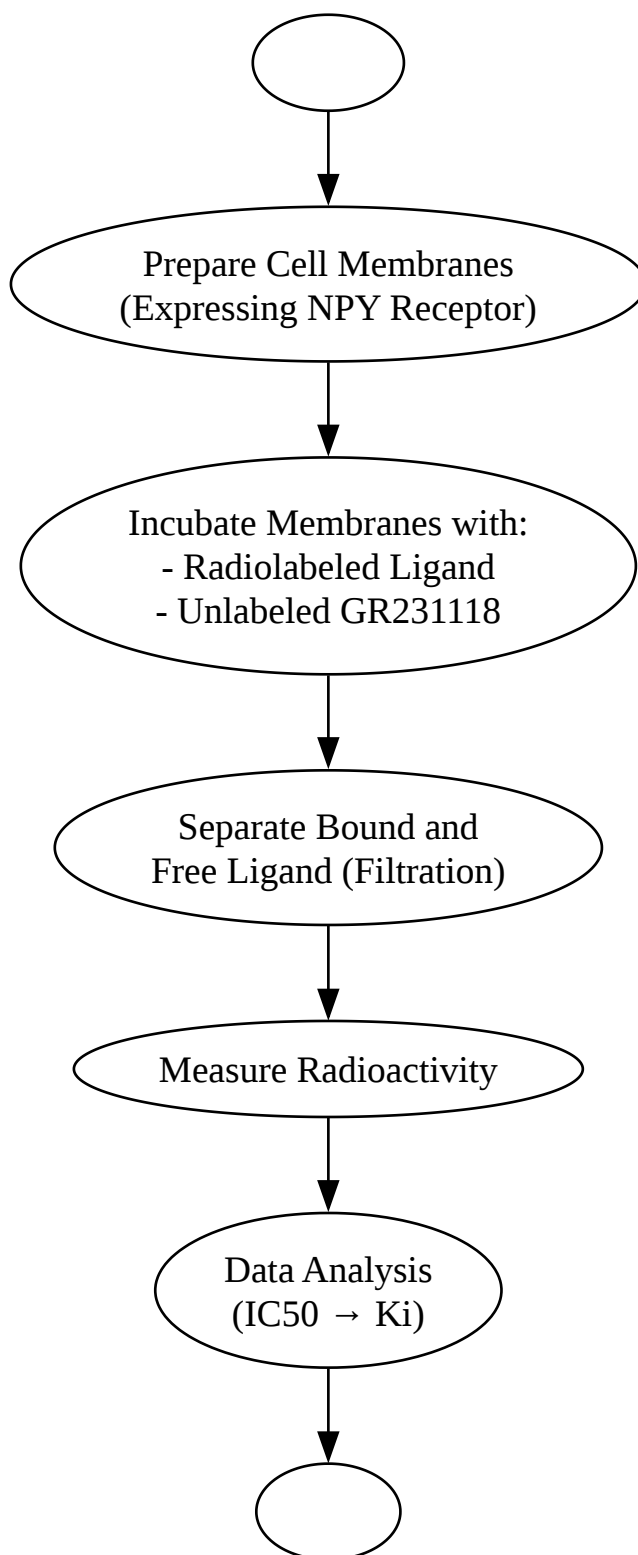 Prepare Cell Membranes
(Expressing NPY Receptor)
Incubate Membranes with:
- Radiolabeled Ligand
- Unlabeled GR231118
Separate Bound and
Free Ligand (Filtration)
Measure Radioactivity
Data Analysis
(IC50 → Ki)